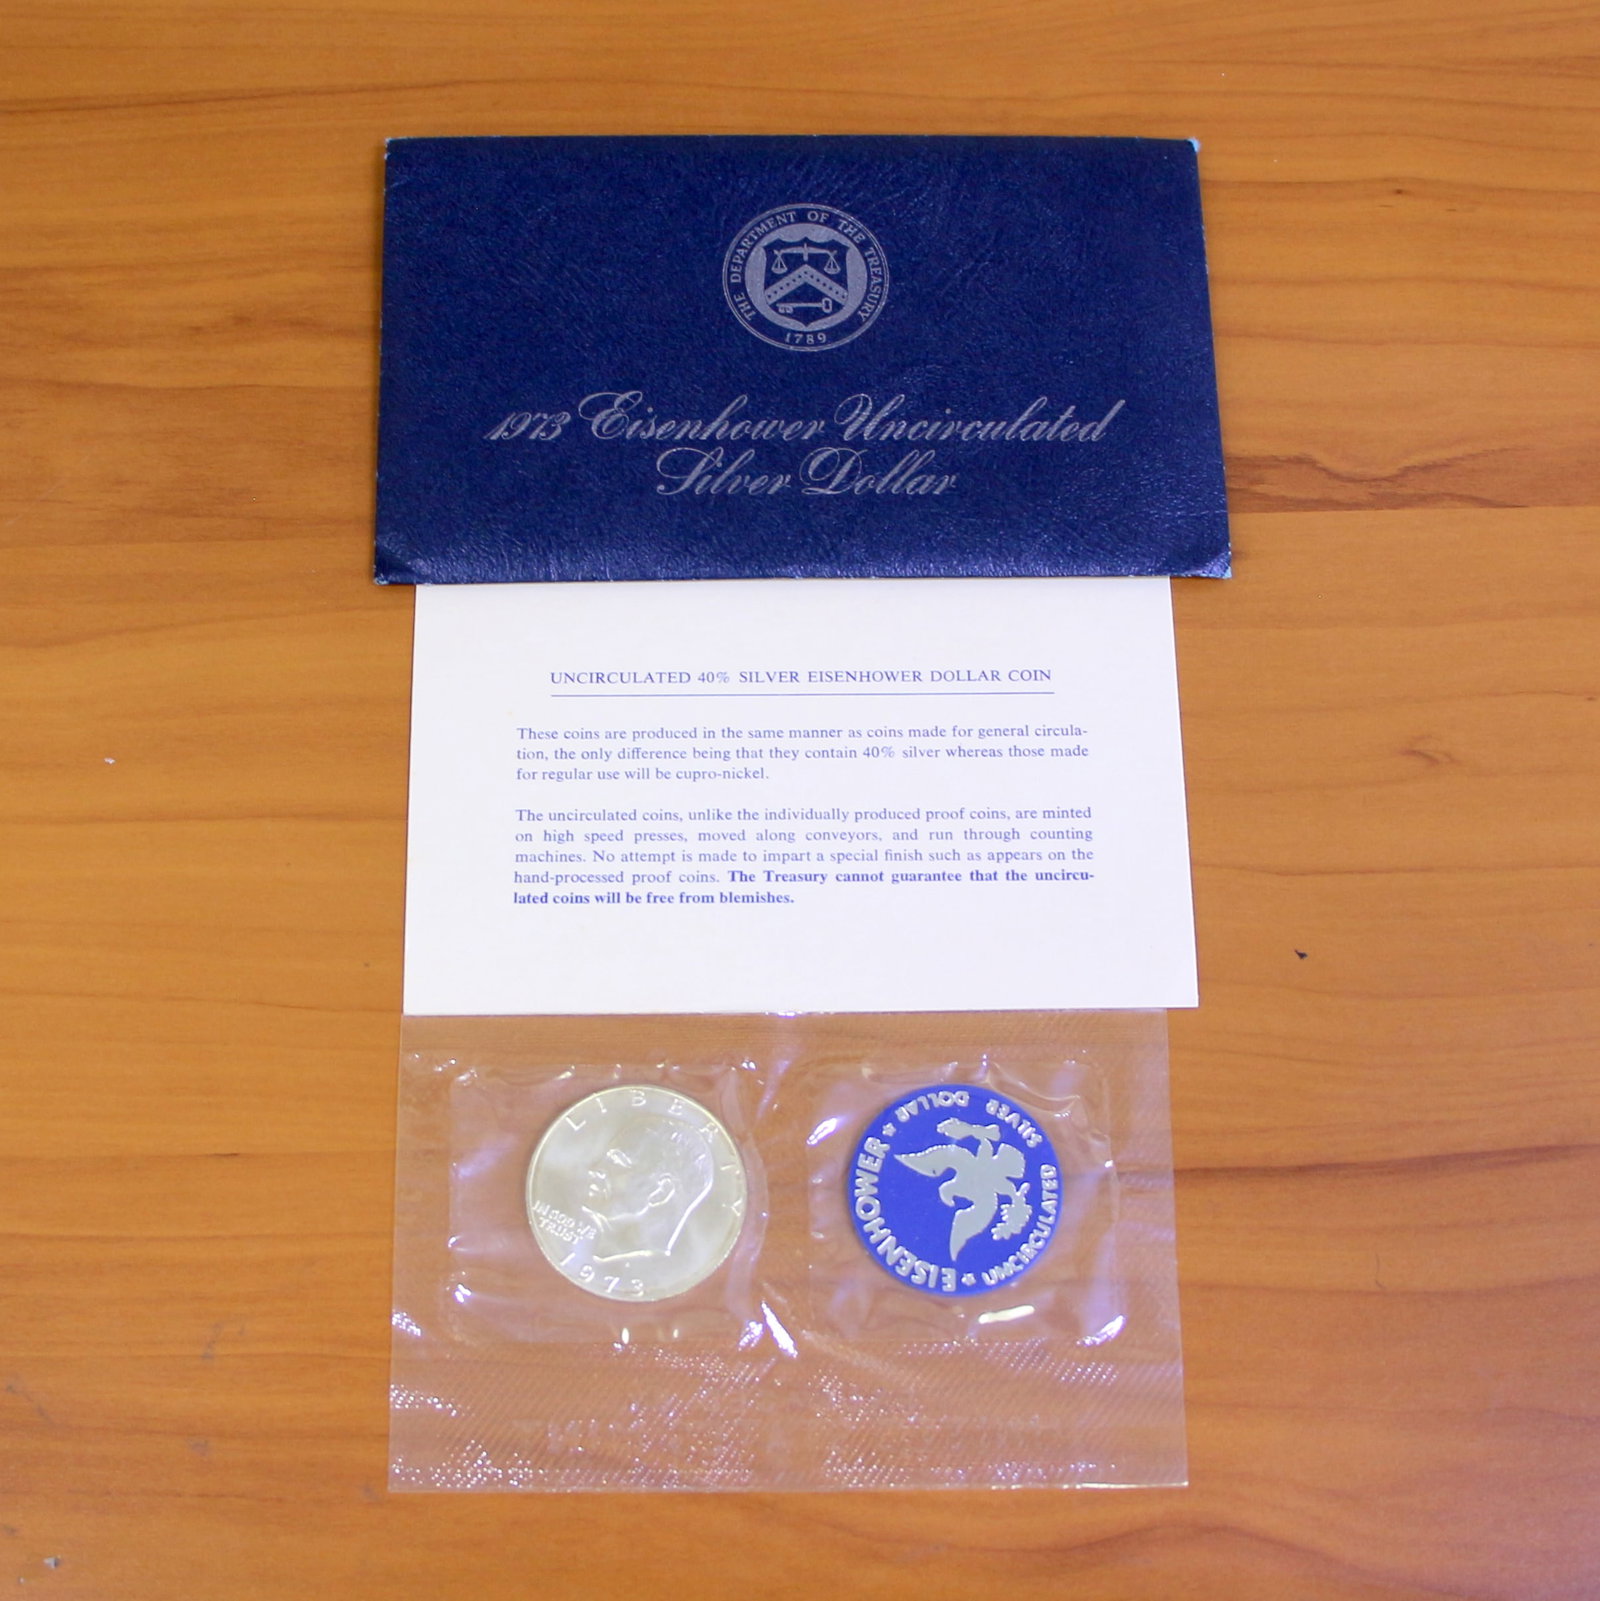 THE DEPARTMENT OF THE TREASURY
1789
1973 Eisenhower Uncirculated
Silver Dollar
UNCIRCULATED 40% SILVER EISENHOWER DOLLAR COIN
These coins are produced in the same manner as coins made for general circula-
tion, the only difference being that they contain 40% silver whereas those made
for regular use will be cupro-nickel.
The uncirculated coins, unlike the individually produced proof coins, are minted
on high speed presses, moved along conveyors, and run through counting
machines. No attempt is made to impart a special finish such as appears on the
hand-processed proof coins. The Treasury cannot guarantee that the uncircu-
lated coins will be free from blemishes.
LIBERTY
IN GOD WE
TRUST
1973
EISENHOWER ★ UNCIRCULATED SILVER DOLLAR ★